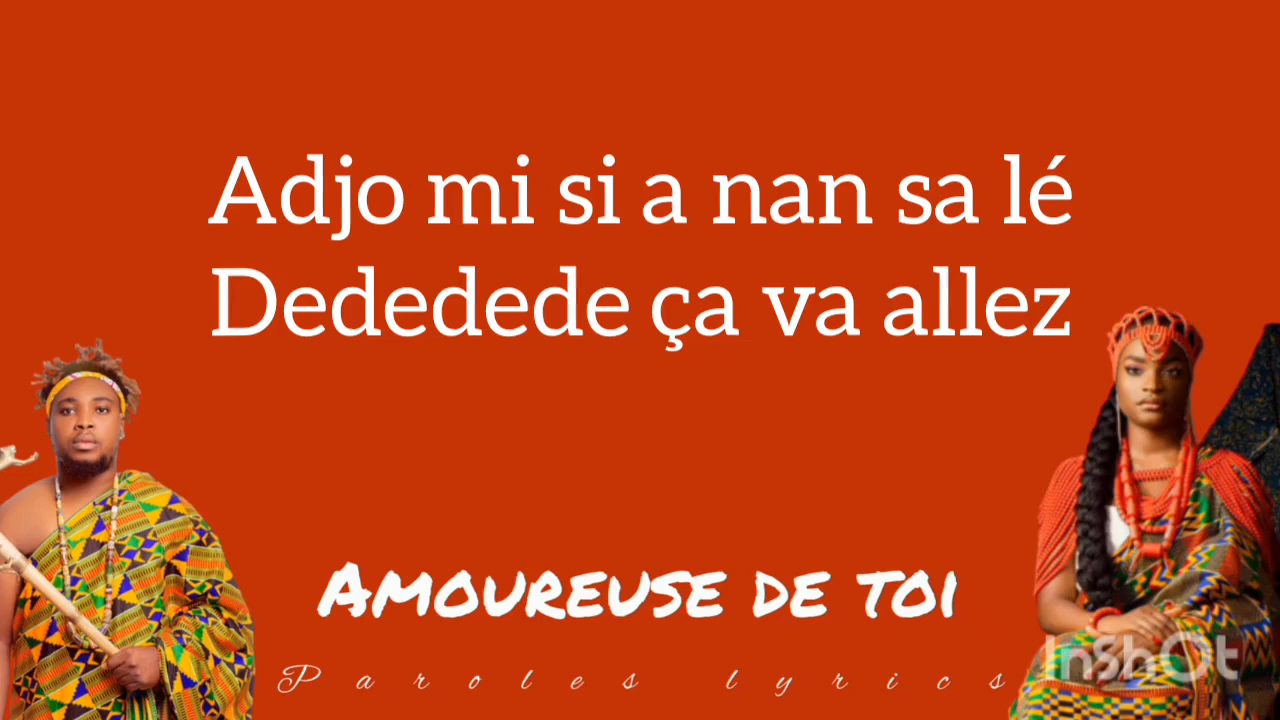 Adjo mi si a nan sa lé
Dededede ça va allez
AMOUREUSE DE TOI
Paroles lyrics
InShOt